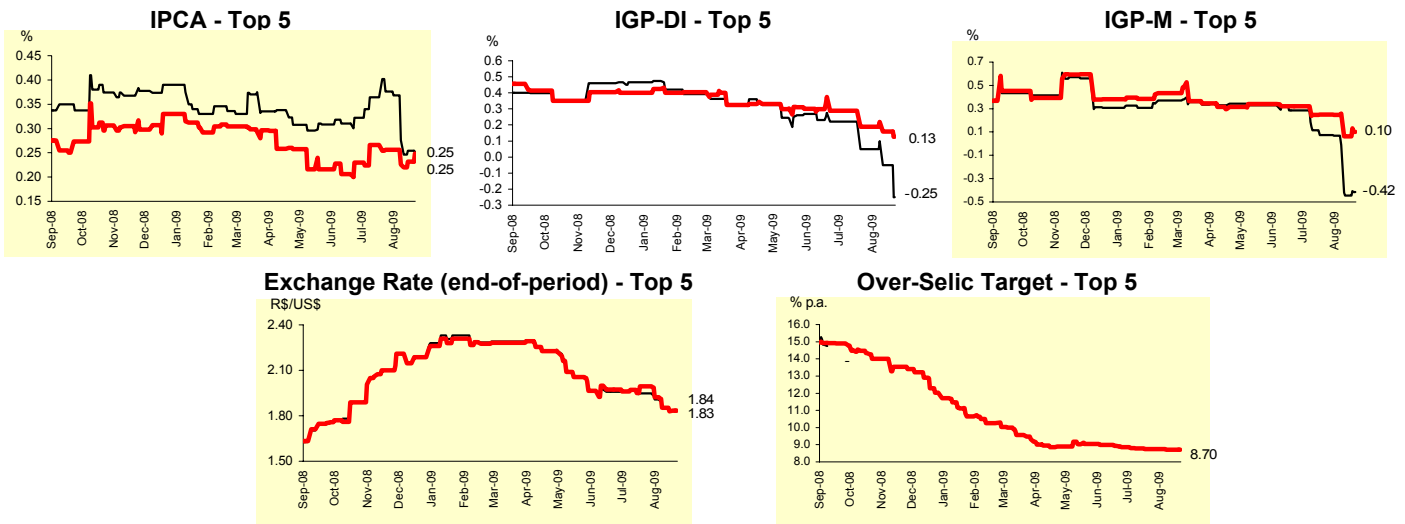 IPCA - Top 5
%
0.45
0.40
0.35
0.30
0.25
0.20
0.15
0.25
0.25
Sep-08
Oct-08
Nov-08
Dec-08
Jan-09
Feb-09
Mar-09
Apr-09
May-09
Jun-09
Jul-09
Aug-09
IGP-DI - Top 5
%
0.6
0.5
0.4
0.3
0.2
0.1
0.0
-0.1
-0.2
-0.3
0.13
-0.25
Sep-08
Oct-08
Nov-08
Dec-08
Jan-09
Feb-09
Mar-09
Apr-09
May-09
Jun-09
Jul-09
Aug-09
IGP-M - Top 5
%
0.7
0.5
0.3
0.1
-0.1
-0.3
-0.5
0.10
-0.42
Sep-08
Oct-08
Nov-08
Dec-08
Jan-09
Feb-09
Mar-09
Apr-09
May-09
Jun-09
Jul-09
Aug-09
Exchange Rate (end-of-period) - Top 5
R$/US$
2.40
2.10
1.80
1.50
1.84
1.83
Sep-08
Oct-08
Nov-08
Dec-08
Jan-09
Feb-09
Mar-09
Apr-09
May-09
Jun-09
Jul-09
Aug-09
Over-Selic Target - Top 5
% p.a.
16.0
15.0
14.0
13.0
12.0
11.0
10.0
9.0
8.0
8.70
Sep-08
Oct-08
Nov-08
Dec-08
Jan-09
Feb-09
Mar-09
Apr-09
May-09
Jun-09
Jul-09
Aug-09